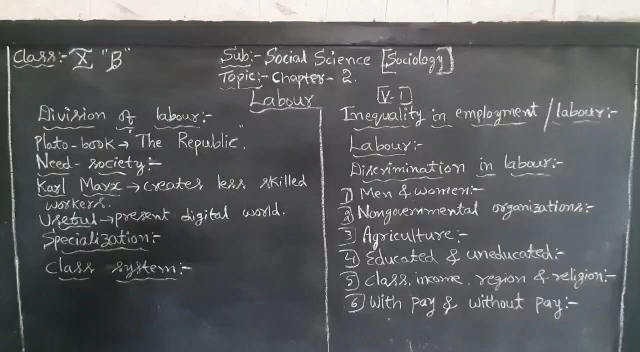 Class:- X "B"
Sub:- Social Science [Sociology]
Topic:- Chapter- 2.
Labour
[V-I]
Division of labour:-
Plato-book → "The Republic".
Need-society:-
Karl Marx → creates less skilled
workers.
Useful → present digital world.
Specialization:-
Class system:-
Inequality in employment / labour:-
Labour:-
Discrimination in labour:-
1) Men & women:-
2 Nongovernmental organizations:-
3 Agriculture:-
4 Educated & uneducated:-
5 Class, income, region & religion:-
6 With pay & without pay:-